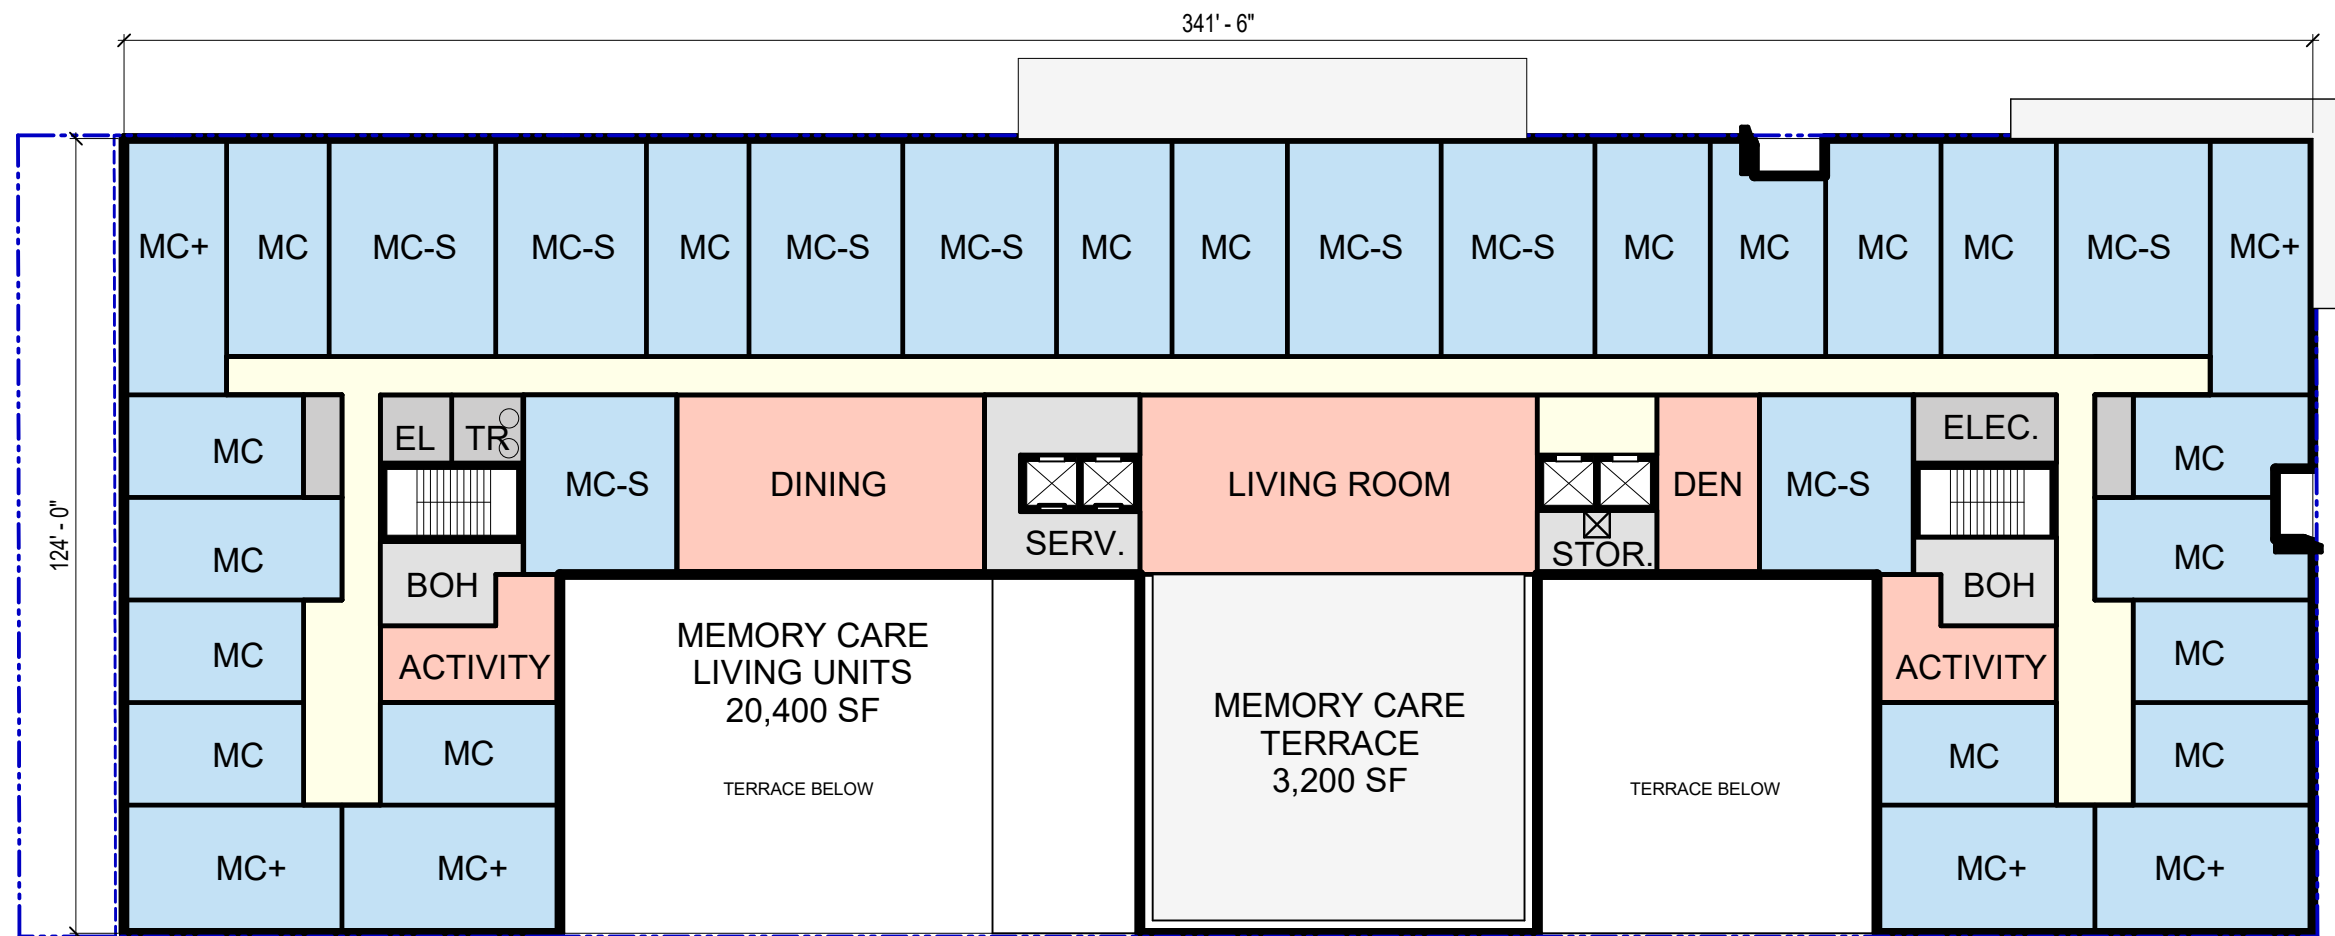 341' - 6"
MC+
MC
MC-S
MC-S
MC
MC-S
MC-S
MC
MC
MC-S
MC-S
MC
MC
MC
MC
MC-S
MC+
124' - 0"
MC
EL
TR
MC-S
DINING
SERV.
LIVING ROOM
STOR.
DEN
MC-S
ELEC.
MC
MC
BOH
BOH
MC
MC
ACTIVITY
MEMORY CARE
LIVING UNITS
20,400 SF
TERRACE BELOW
MEMORY CARE
TERRACE
3,200 SF
TERRACE BELOW
ACTIVITY
MC
MC
MC
MC
MC
MC+
MC+
MC+
MC+